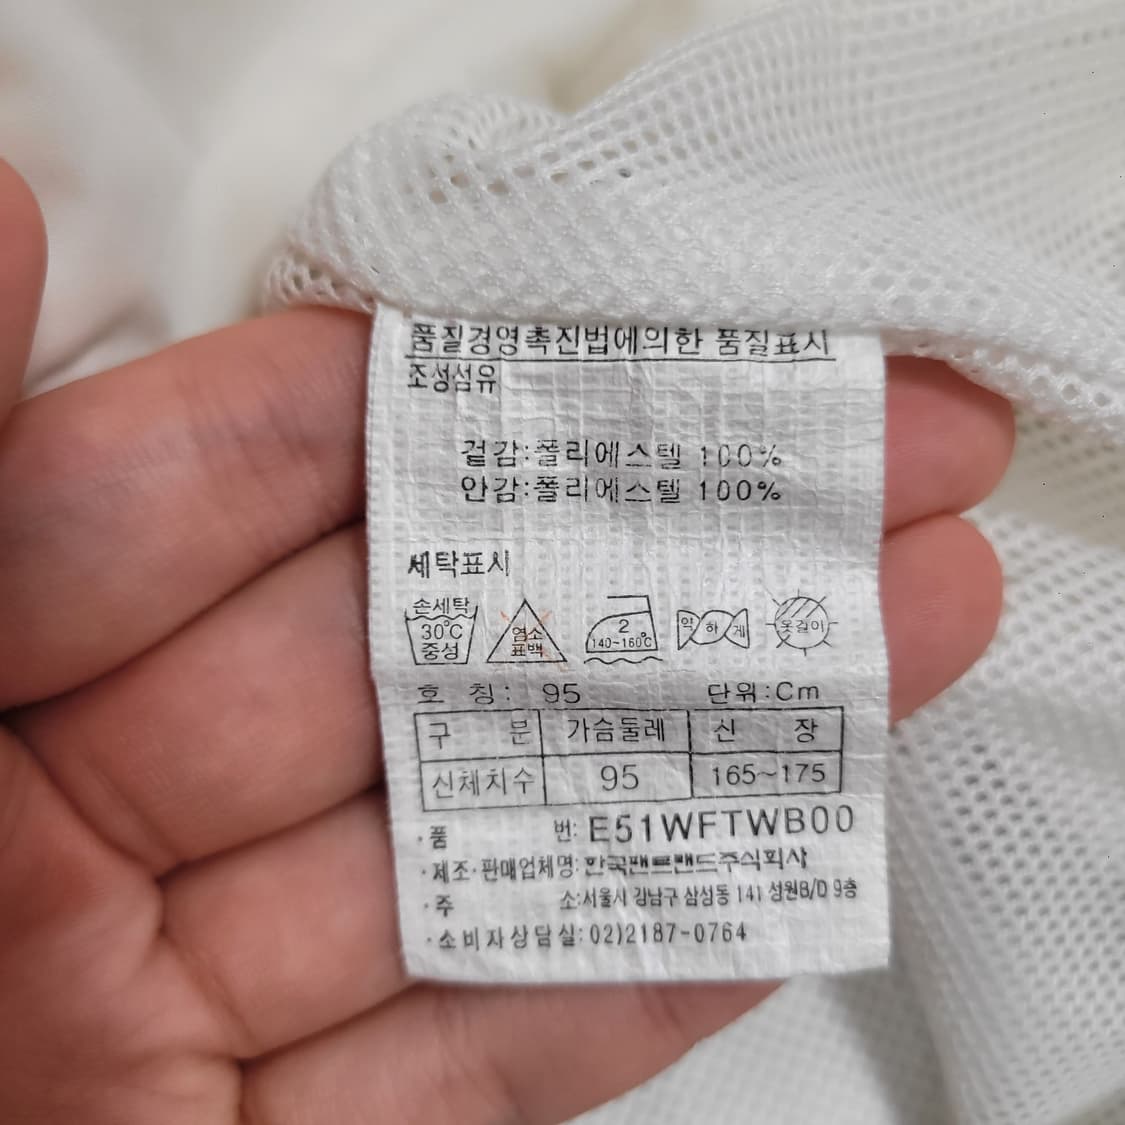 품질경영촉진법에의한 품질표시
조성섬유
겉감:폴리에스텔 100%
안감:폴리에스텔 100%
세탁표시
손세탁 30℃ 중성
염소 표백
2 140~160℃
약하게
옷걸이
호 칭: 95 단위:Cm
구 분 가슴둘레 신 장
신체치수 95 165~175
·품 번: E51WFTWB00
·제조·판매업체명: 한국팬트랜드주식회사
·주 소:서울시 강남구 삼성동 141 성원B/D 9층
·소비자상담실: 02)2187-0764